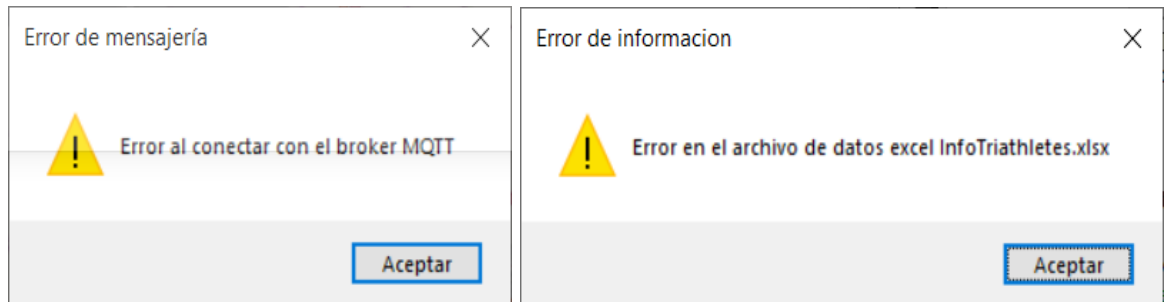 Error de mensajería
Error al conectar con el broker MQTT
Aceptar
Error de informacion
Error en el archivo de datos excel InfoTriathletes.xlsx
Aceptar